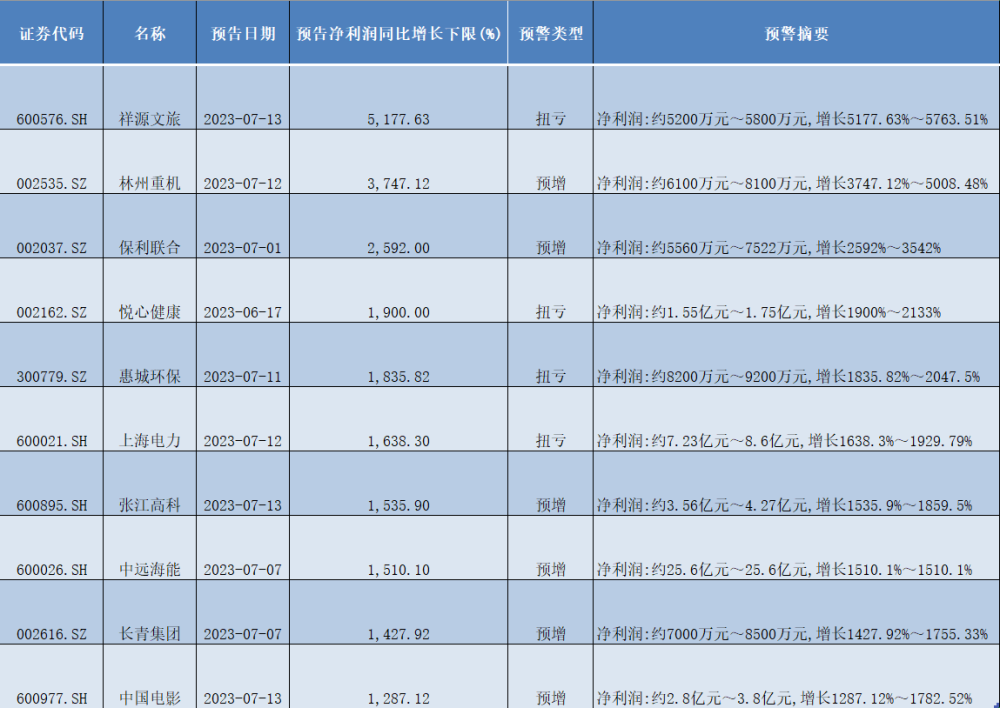 证券代码 名称 预告日期 预告净利润同比增长下限(%) 预警类型 预警摘要
600576.SH 祥源文旅 2023-07-13 5,177.63 扭亏 净利润:约5200万元～5800万元,增长5177.63%～5763.51%
002535.SZ 林州重机 2023-07-12 3,747.12 预增 净利润:约6100万元～8100万元,增长3747.12%～5008.48%
002037.SZ 保利联合 2023-07-01 2,592.00 预增 净利润:约5560万元～7522万元,增长2592%～3542%
002162.SZ 悦心健康 2023-06-17 1,900.00 扭亏 净利润:约1.55亿元～1.75亿元,增长1900%～2133%
300779.SZ 惠城环保 2023-07-11 1,835.82 扭亏 净利润:约8200万元～9200万元,增长1835.82%～2047.5%
600021.SH 上海电力 2023-07-12 1,638.30 扭亏 净利润:约7.23亿元～8.6亿元,增长1638.3%～1929.79%
600895.SH 张江高科 2023-07-13 1,535.90 预增 净利润:约3.56亿元～4.27亿元,增长1535.9%～1859.5%
600026.SH 中远海能 2023-07-07 1,510.10 预增 净利润:约25.6亿元～25.6亿元,增长1510.1%～1510.1%
002616.SZ 长青集团 2023-07-07 1,427.92 预增 净利润:约7000万元～8500万元,增长1427.92%～1755.33%
600977.SH 中国电影 2023-07-13 1,287.12 预增 净利润:约2.8亿元～3.8亿元,增长1287.12%～1782.52%